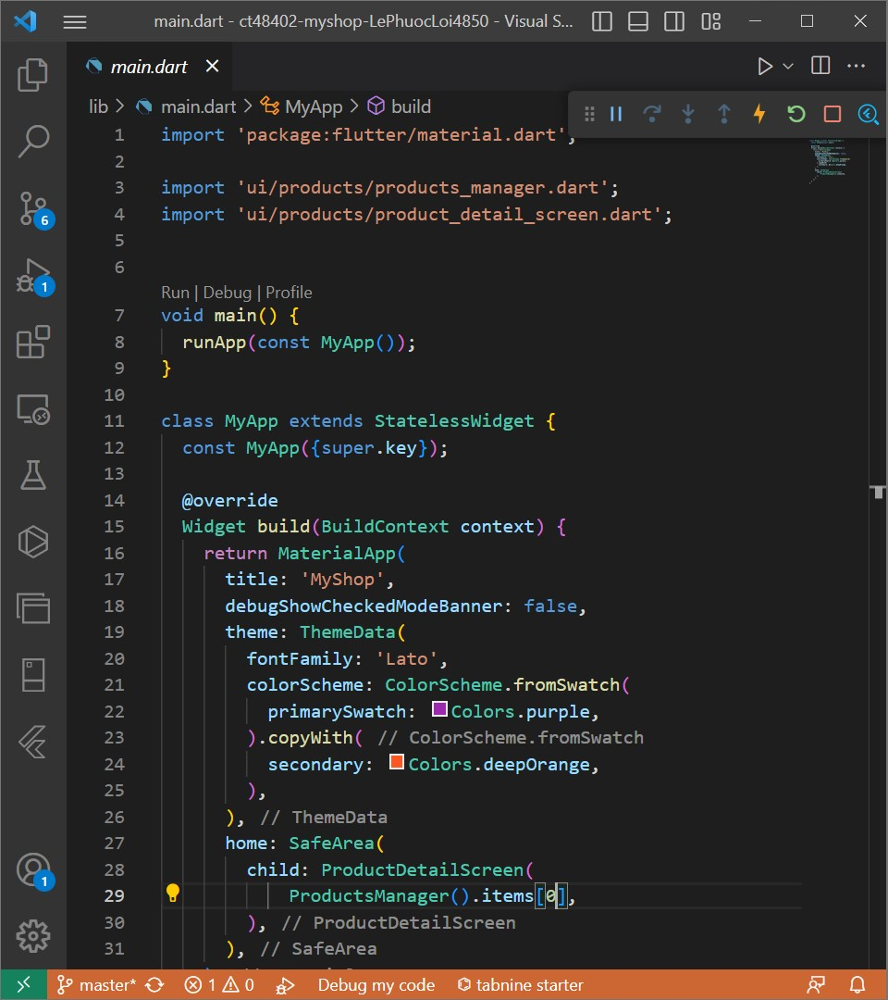 main.dart - ct48402-myshop-LePhuocLoi4850 - Visual S...
main.dart
lib > main.dart > MyApp > build
1 import 'package:flutter/material.dart';
2
3 import 'ui/products/products_manager.dart';
4 import 'ui/products/product_detail_screen.dart';
5
6
Run | Debug | Profile
7 void main() {
8 runApp(const MyApp());
9 }
10
11 class MyApp extends StatelessWidget {
12 const MyApp({super.key});
13
14 @override
15 Widget build(BuildContext context) {
16 return MaterialApp(
17 title: 'MyShop',
18 debugShowCheckedModeBanner: false,
19 theme: ThemeData(
20 fontFamily: 'Lato',
21 colorScheme: ColorScheme.fromSwatch(
22 primarySwatch: Colors.purple,
23 ).copyWith( // ColorScheme.fromSwatch
24 secondary: Colors.deepOrange,
25 ),
26 ), // ThemeData
27 home: SafeArea(
28 child: ProductDetailScreen(
29 ProductsManager().items[0],
30 ), // ProductDetailScreen
31 ), // SafeArea
6
1
1
master* 1 0 Debug my code tabnine starter